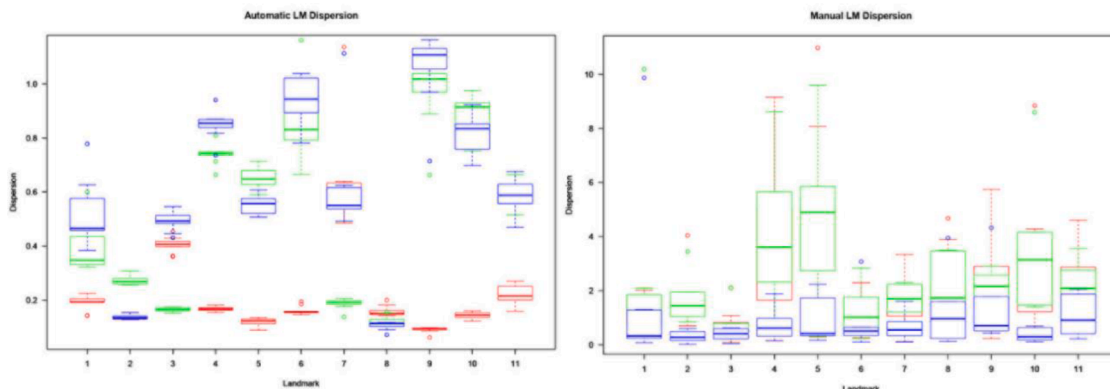 Automatic LM Dispersion
Dispersion
1.0
0.8
0.6
0.4
0.2
1 2 3 4 5 6 7 8 9 10 11
Landmark
Manual LM Dispersion
Dispersion
10
8
6
4
2
0
1 2 3 4 5 6 7 8 9 10 11
Landmark